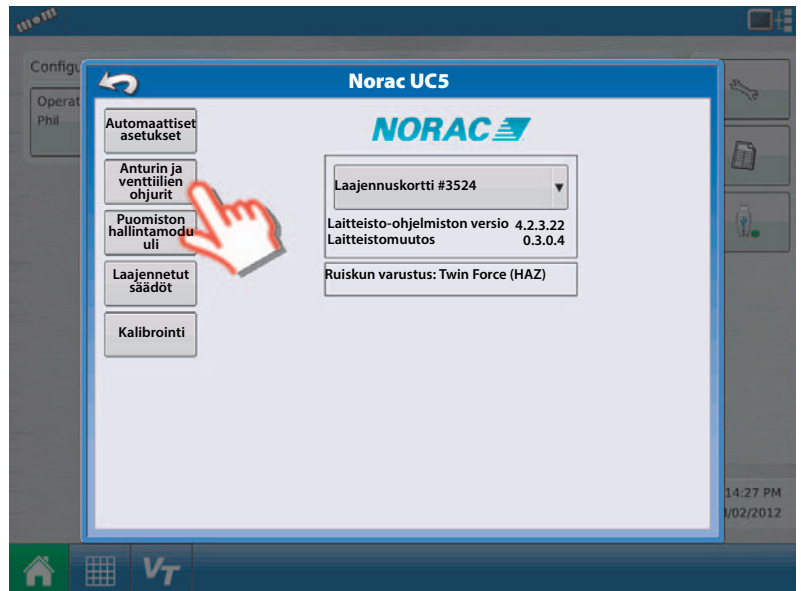 Configu
Operat
Phil
Norac UC5
Automaattiset
asetukset
Anturin ja
venttiilien
ohjurit
Puomiston
hallintamodu
uli
Laajennetut
säädöt
Kalibrointi
NORAC
Laajennuskortti #3524
Laitteisto-ohjelmiston versio 4.2.3.22
Laitteistomuutos 0.3.0.4
Ruiskun varustus: Twin Force (HAZ)
14:27 PM
/02/2012
VT